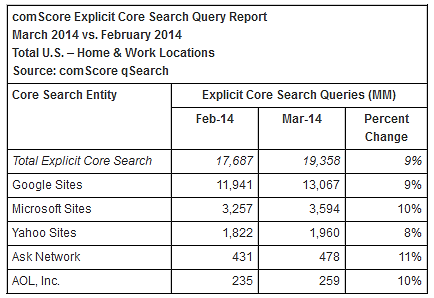 comScore Explicit Core Search Query Report
March 2014 vs. February 2014
Total U.S. – Home & Work Locations
Source: comScore qSearch
Core Search Entity Explicit Core Search Queries (MM)
Feb-14 Mar-14 Percent
Change
Total Explicit Core Search 17,687 19,358 9%
Google Sites 11,941 13,067 9%
Microsoft Sites 3,257 3,594 10%
Yahoo Sites 1,822 1,960 8%
Ask Network 431 478 11%
AOL, Inc. 235 259 10%